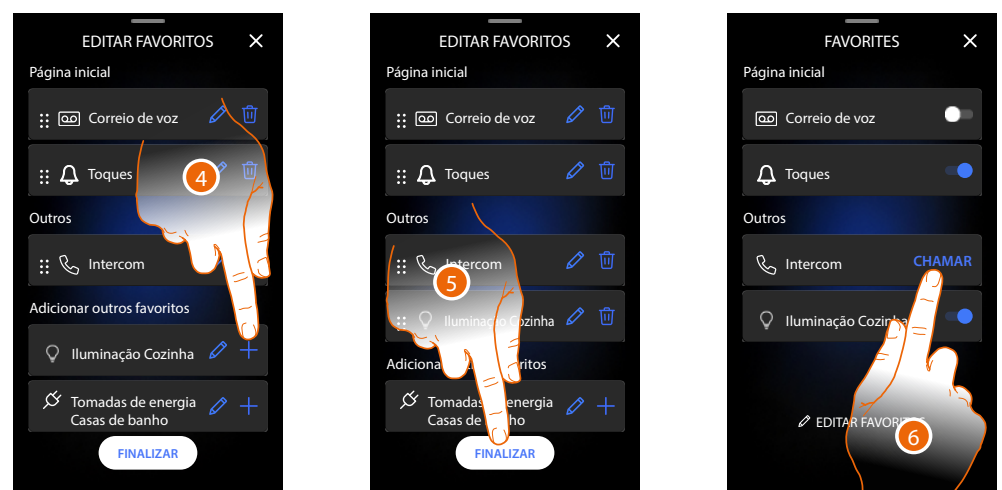 EDITAR FAVORITOS
Página inicial
Correio de voz
Toques
4
Outros
Intercom
Adicionar outros favoritos
Iluminação Cozinha
Tomadas de energia
Casas de banho
FINALIZAR
EDITAR FAVORITOS
Página inicial
Correio de voz
Toques
Outros
Intercom
5
Iluminação Cozinha
Tomadas energia
Casas de
FINALIZAR
FAVORITES
Página inicial
Correio de voz
Toques
Outros
Intercom
CHAMAR
Iluminação Cozinha
EDITAR FAVORITOS
6